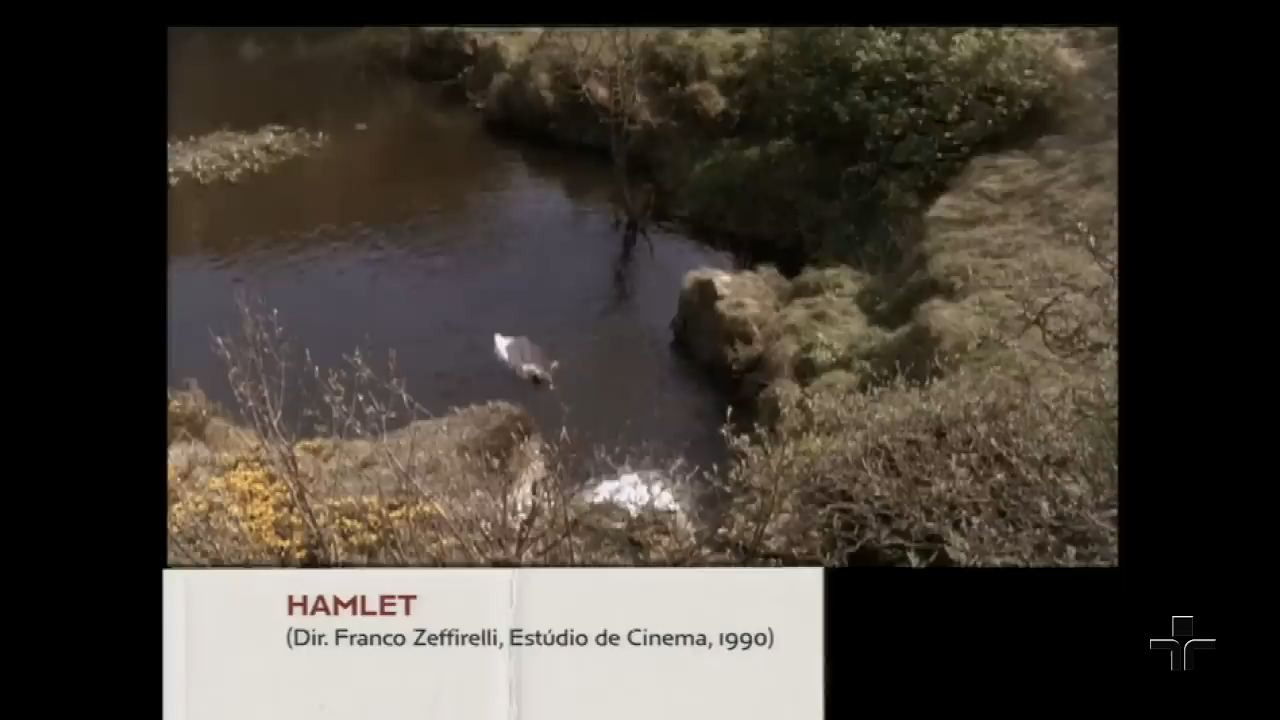 HAMLET
(Dir. Franco Zeffirelli, Estúdio de Cinema, 1990)